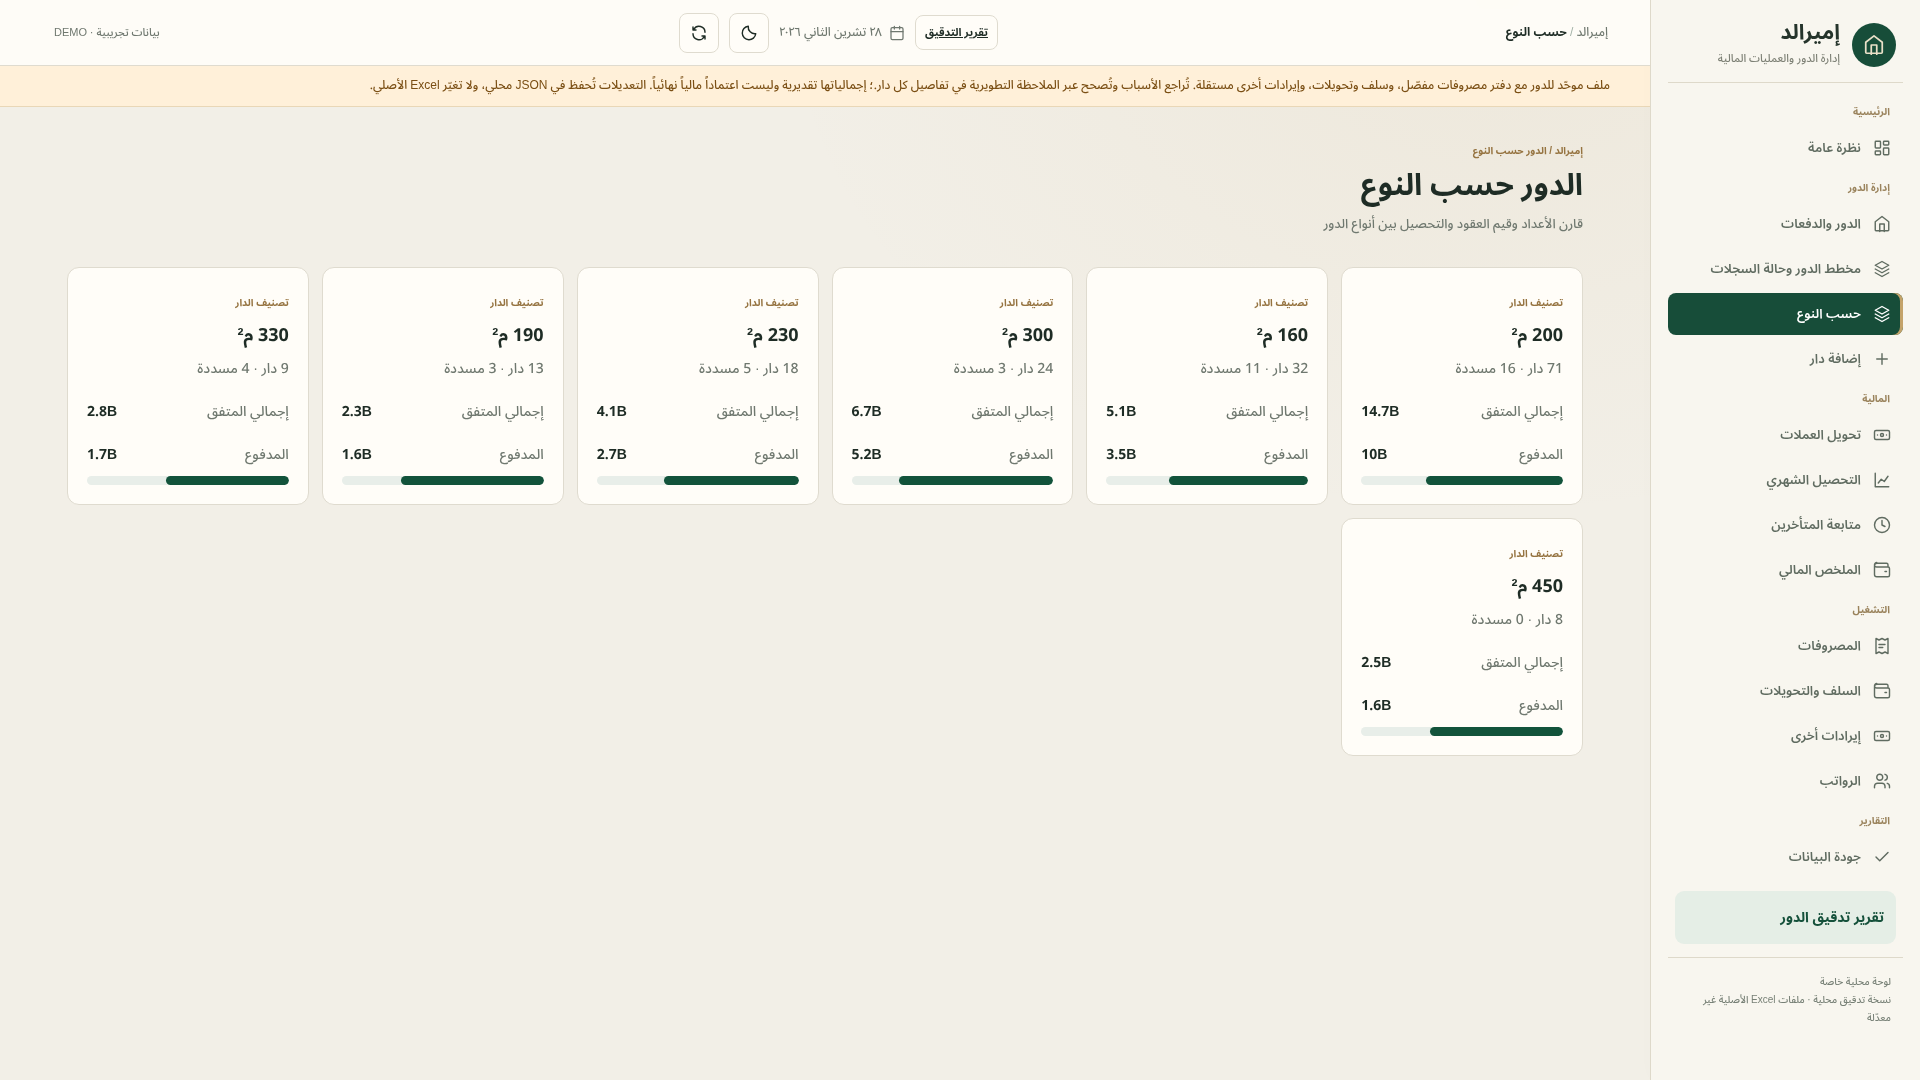 إميرالد
إدارة الدور والعمليات المالية
الرئيسية
نظرة عامة
إدارة الدور
الدور والدفعات
مخطط الدور وحالة السجلات
حسب النوع
إضافة دار
المالية
تحويل العملات
التحصيل الشهري
متابعة المتأخرين
الملخص المالي
التشغيل
المصروفات
السلف والتحويلات
إيرادات أخرى
الرواتب
التقارير
جودة البيانات
تقرير تدقيق الدور
لوحة محلية خاصة
نسخة تدقيق محلية · ملفات Excel الأصلية غير
معدّلة
إميرالد / حسب النوع
تقرير التدقيق
٢٨ تشرين الثاني ٢٠٢٦
بيانات تجريبية · DEMO
ملف موحّد للدور مع دفتر مصروفات مفصّل، وسلف وتحويلات، وإيرادات أخرى مستقلة. تُراجع الأسباب وتُصحح عبر الملاحظة التطويرية في تفاصيل كل دار.؛ إجمالياتها تقديرية وليست اعتماداً مالياً نهائياً. التعديلات تُحفظ في JSON محلي، ولا تغيّر Excel الأصلي.
إميرالد / الدور حسب النوع
الدور حسب النوع
قارن الأعداد وقيم العقود والتحصيل بين أنواع الدور
تصنيف الدار
200 م²
71 دار · 16 مسددة
إجمالي المتفق 14.7B
المدفوع 10B
تصنيف الدار
160 م²
32 دار · 11 مسددة
إجمالي المتفق 5.1B
المدفوع 3.5B
تصنيف الدار
300 م²
24 دار · 3 مسددة
إجمالي المتفق 6.7B
المدفوع 5.2B
تصنيف الدار
230 م²
18 دار · 5 مسددة
إجمالي المتفق 4.1B
المدفوع 2.7B
تصنيف الدار
190 م²
13 دار · 3 مسددة
إجمالي المتفق 2.3B
المدفوع 1.6B
تصنيف الدار
330 م²
9 دار · 4 مسددة
إجمالي المتفق 2.8B
المدفوع 1.7B
تصنيف الدار
450 م²
8 دار · 0 مسددة
إجمالي المتفق 2.5B
المدفوع 1.6B